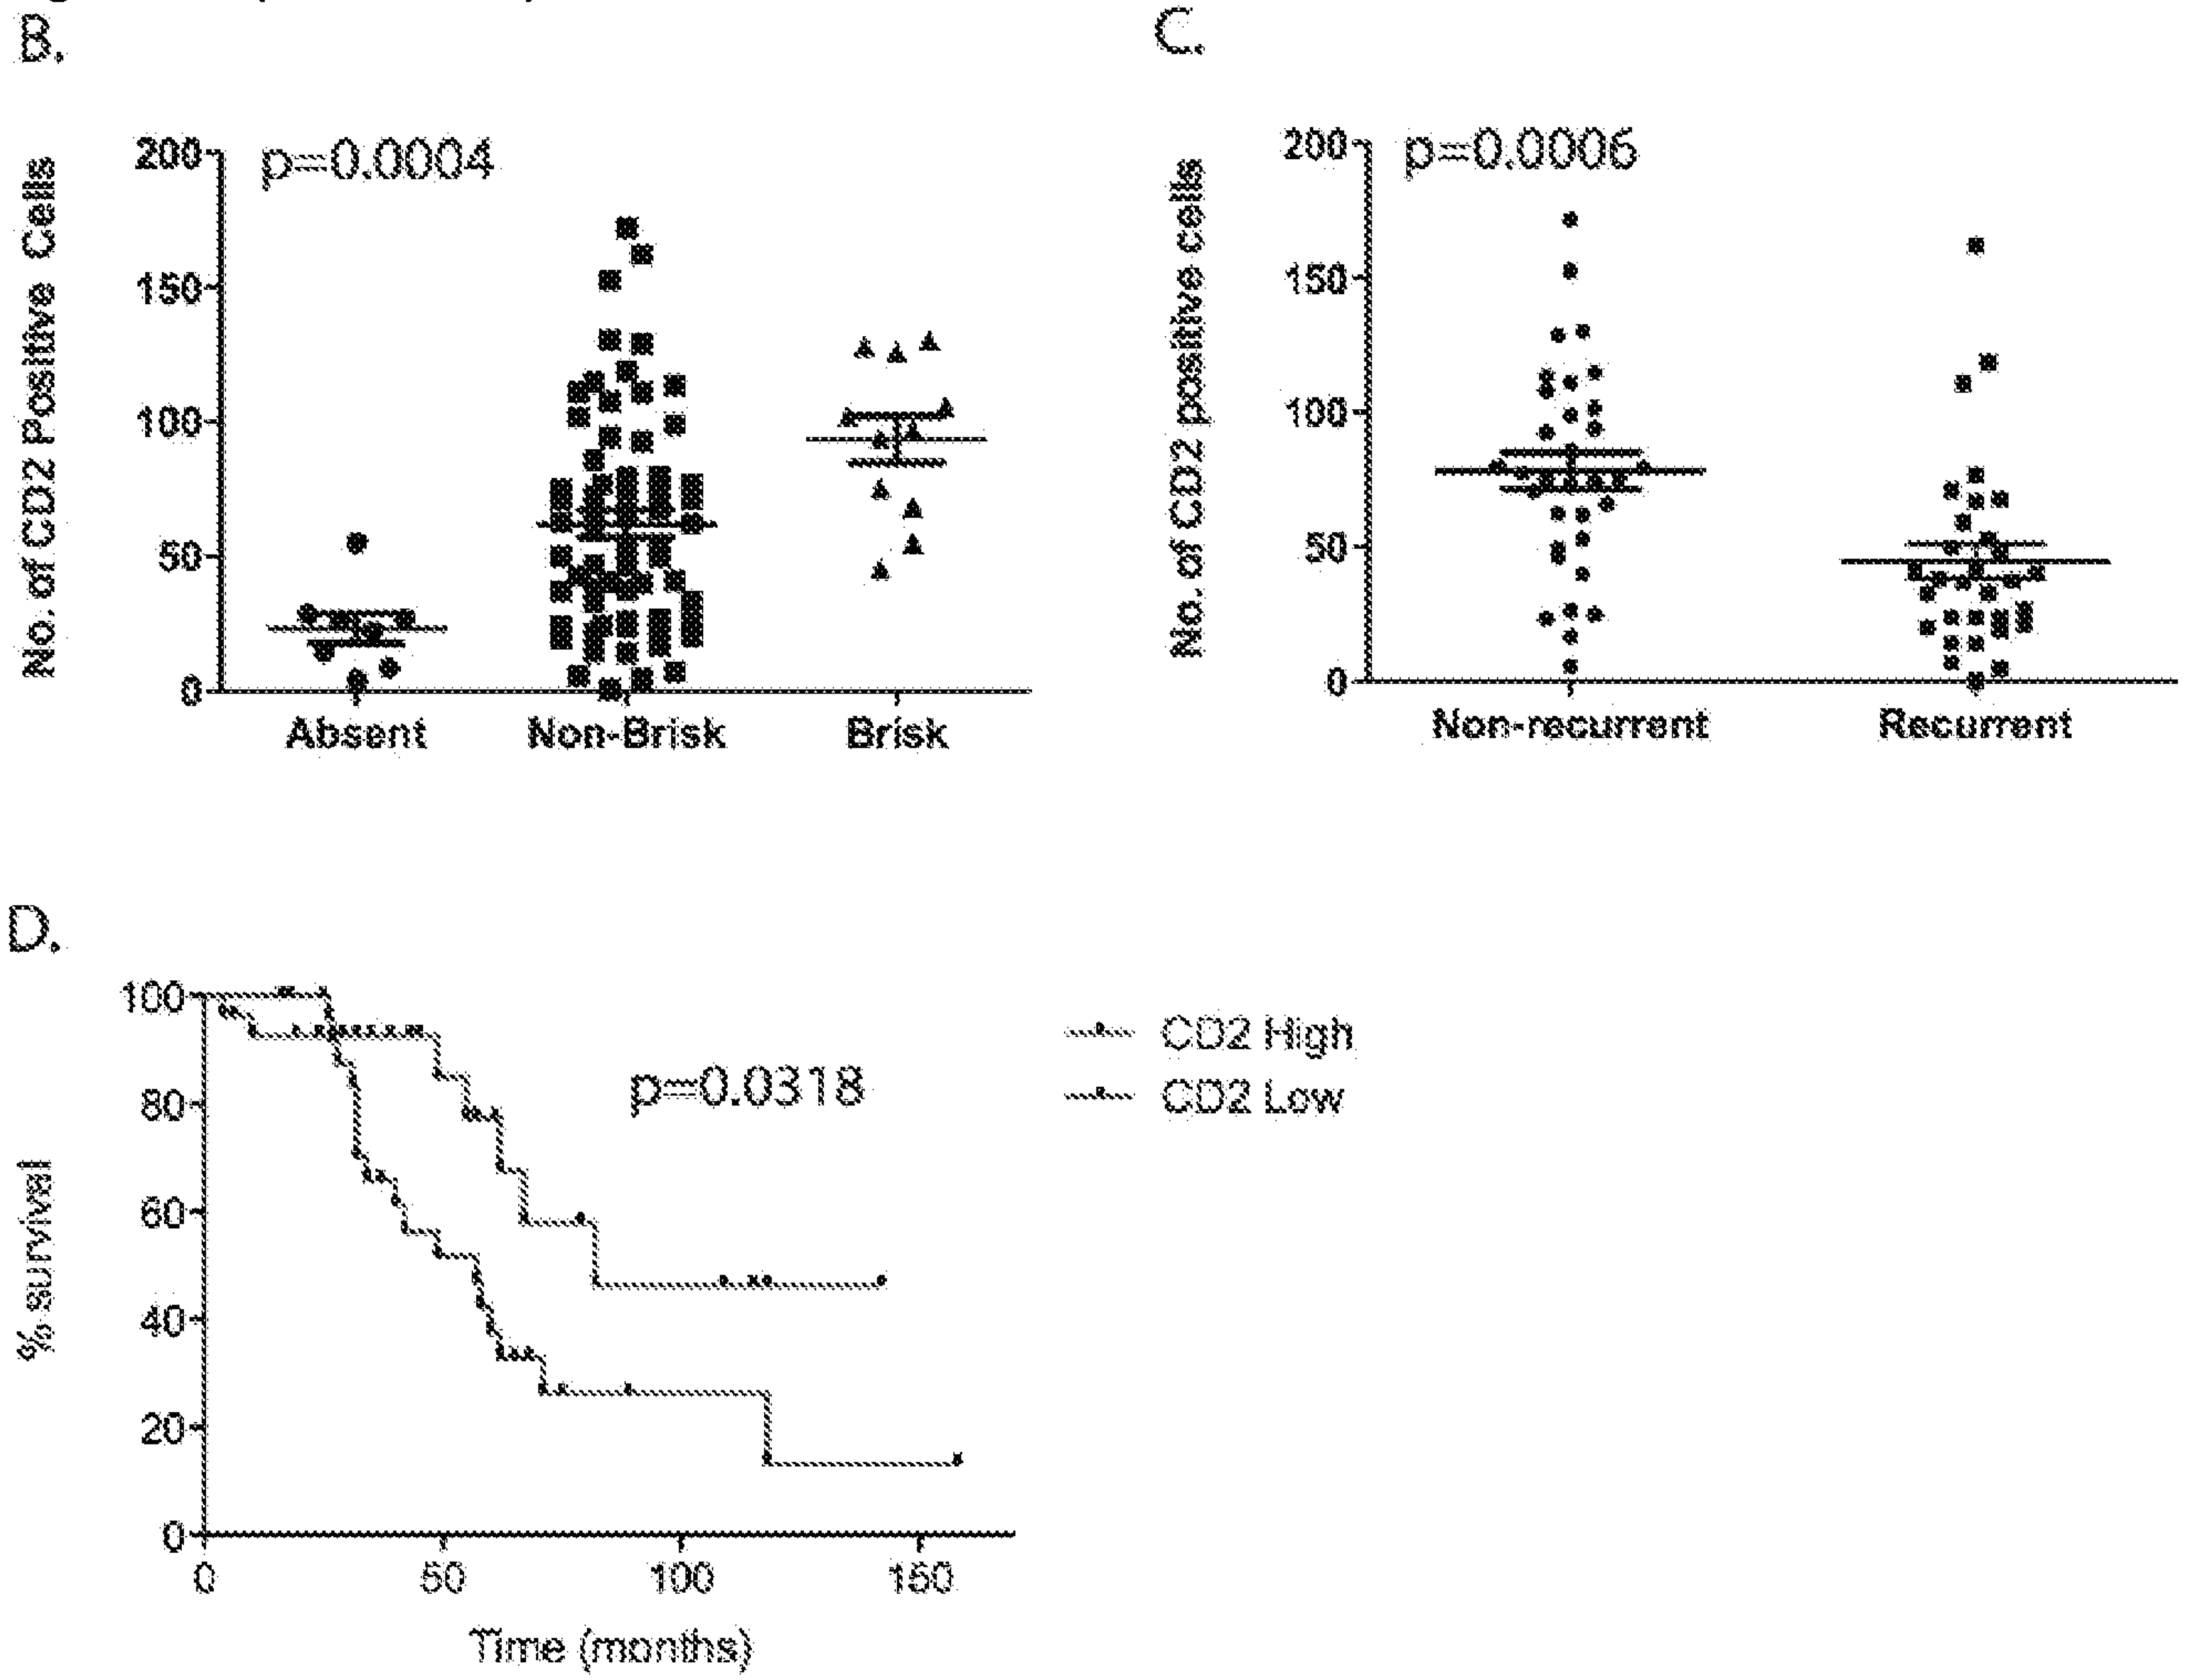 B.
No. of CD2 Positive Cells
200
150
100
50
0
p=0.0004
Absent
Non-Brisk
Brisk
C.
No. of CD2 positive cells
200
150
100
50
0
p=0.0006
Non-recurrent
Recurrent
D.
% survival
100
80
60
40
20
0
p=0.0318
CD2 High
CD2 Low
0
50
100
150
Time (months)